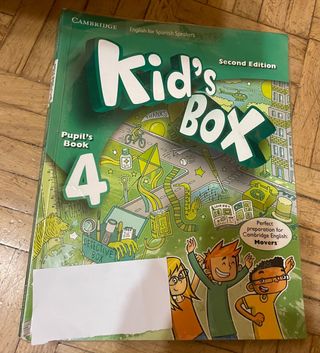 CAMBRIDGE
English for Spanish Speakers
Kid's
Second Edition
BOX
Pupil's
Book
4
Perfect
preparation for
Cambridge English:
Movers